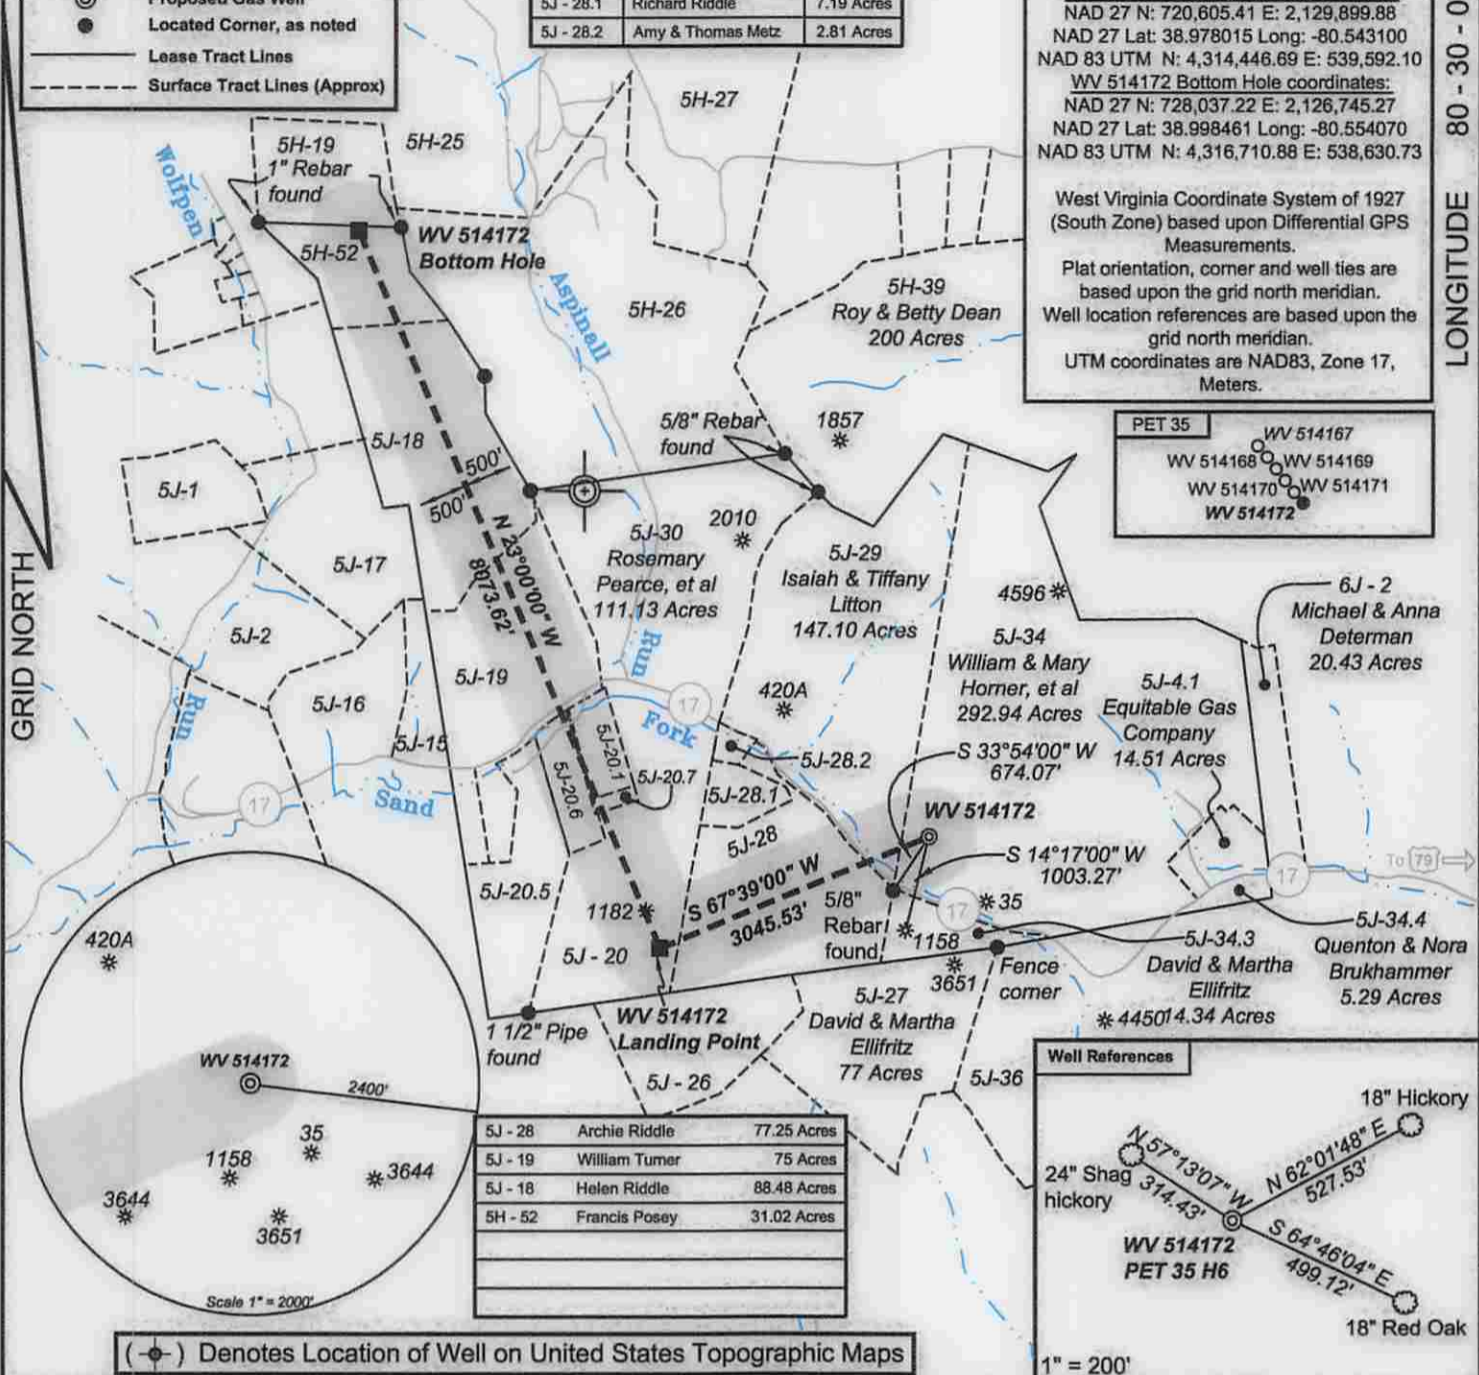 Proposed Gas Well
Located Corner, as noted
Lease Tract Lines
Surface Tract Lines (Approx)
5J - 28.1 Richard Riddle 7.19 Acres
5J - 28.2 Amy & Thomas Metz 2.81 Acres
NAD 27 N: 720,605.41 E: 2,129,899.88
NAD 27 Lat: 38.978015 Long: -80.543100
NAD 83 UTM N: 4,314,446.69 E: 539,592.10
WV 514172 Bottom Hole coordinates:
NAD 27 N: 728,037.22 E: 2,126,745.27
NAD 27 Lat: 38.998461 Long: -80.554070
NAD 83 UTM N: 4,316,710.88 E: 538,630.73
West Virginia Coordinate System of 1927
(South Zone) based upon Differential GPS
Measurements.
Plat orientation, corner and well ties are
based upon the grid north meridian.
Well location references are based upon the
grid north meridian.
UTM coordinates are NAD83, Zone 17,
Meters.
LONGITUDE 80 - 30 - 0
GRID NORTH
5H-27
5H-25
5H-19
1" Rebar
found
Wolfpen
5H-52
WV 514172
Bottom Hole
Aspinall
5H-26
5H-39
Roy & Betty Dean
200 Acres
5/8" Rebar
found
1857
5J-18
500'
500'
5J-1
PET 35
WV 514167
WV 514168
WV 514169
WV 514170
WV 514171
WV 514172
N 23°00'00" W
8073.62'
5J-30
Rosemary
Pearce, et al
111.13 Acres
2010
5J-29
Isaiah & Tiffany
Litton
147.10 Acres
4596
5J-34
William & Mary
Horner, et al
292.94 Acres
6J - 2
Michael & Anna
Determan
20.43 Acres
5J-17
5J-2
Run
Run
5J-16
5J-15
5J-19
17
Fork
420A
5J-4.1
Equitable Gas
Company
14.51 Acres
17
Sand
5J-20.1
5J-20.6
5J-20.7
5J-28.2
5J-28.1
5J-28
S 33°54'00" W
674.07'
WV 514172
S 14°17'00" W
1003.27'
To 79
17
5J-20.5
1182
S 67°39'00" W
3045.53'
5/8"
Rebar
found
17
35
1158
3651
Fence
corner
5J-34.3
David & Martha
Ellifritz
14.34 Acres
5J-34.4
Quenton & Nora
Brukhammer
5.29 Acres
4450
5J - 20
1 1/2" Pipe
found
WV 514172
Landing Point
5J-27
David & Martha
Ellifritz
77 Acres
5J - 26
5J-36
420A
WV 514172
2400'
35
1158
3644
3644
3651
Scale 1" = 2000'
5J - 28 Archie Riddle 77.25 Acres
5J - 19 William Turner 75 Acres
5J - 18 Helen Riddle 88.48 Acres
5H - 52 Francis Posey 31.02 Acres
Well References
18" Hickory
N 57°13'07" W
314.43'
N 62°01'48" E
527.53'
24" Shag
hickory
WV 514172
PET 35 H6
S 64°46'04" E
499.12'
18" Red Oak
1" = 200'
( ) Denotes Location of Well on United States Topographic Maps